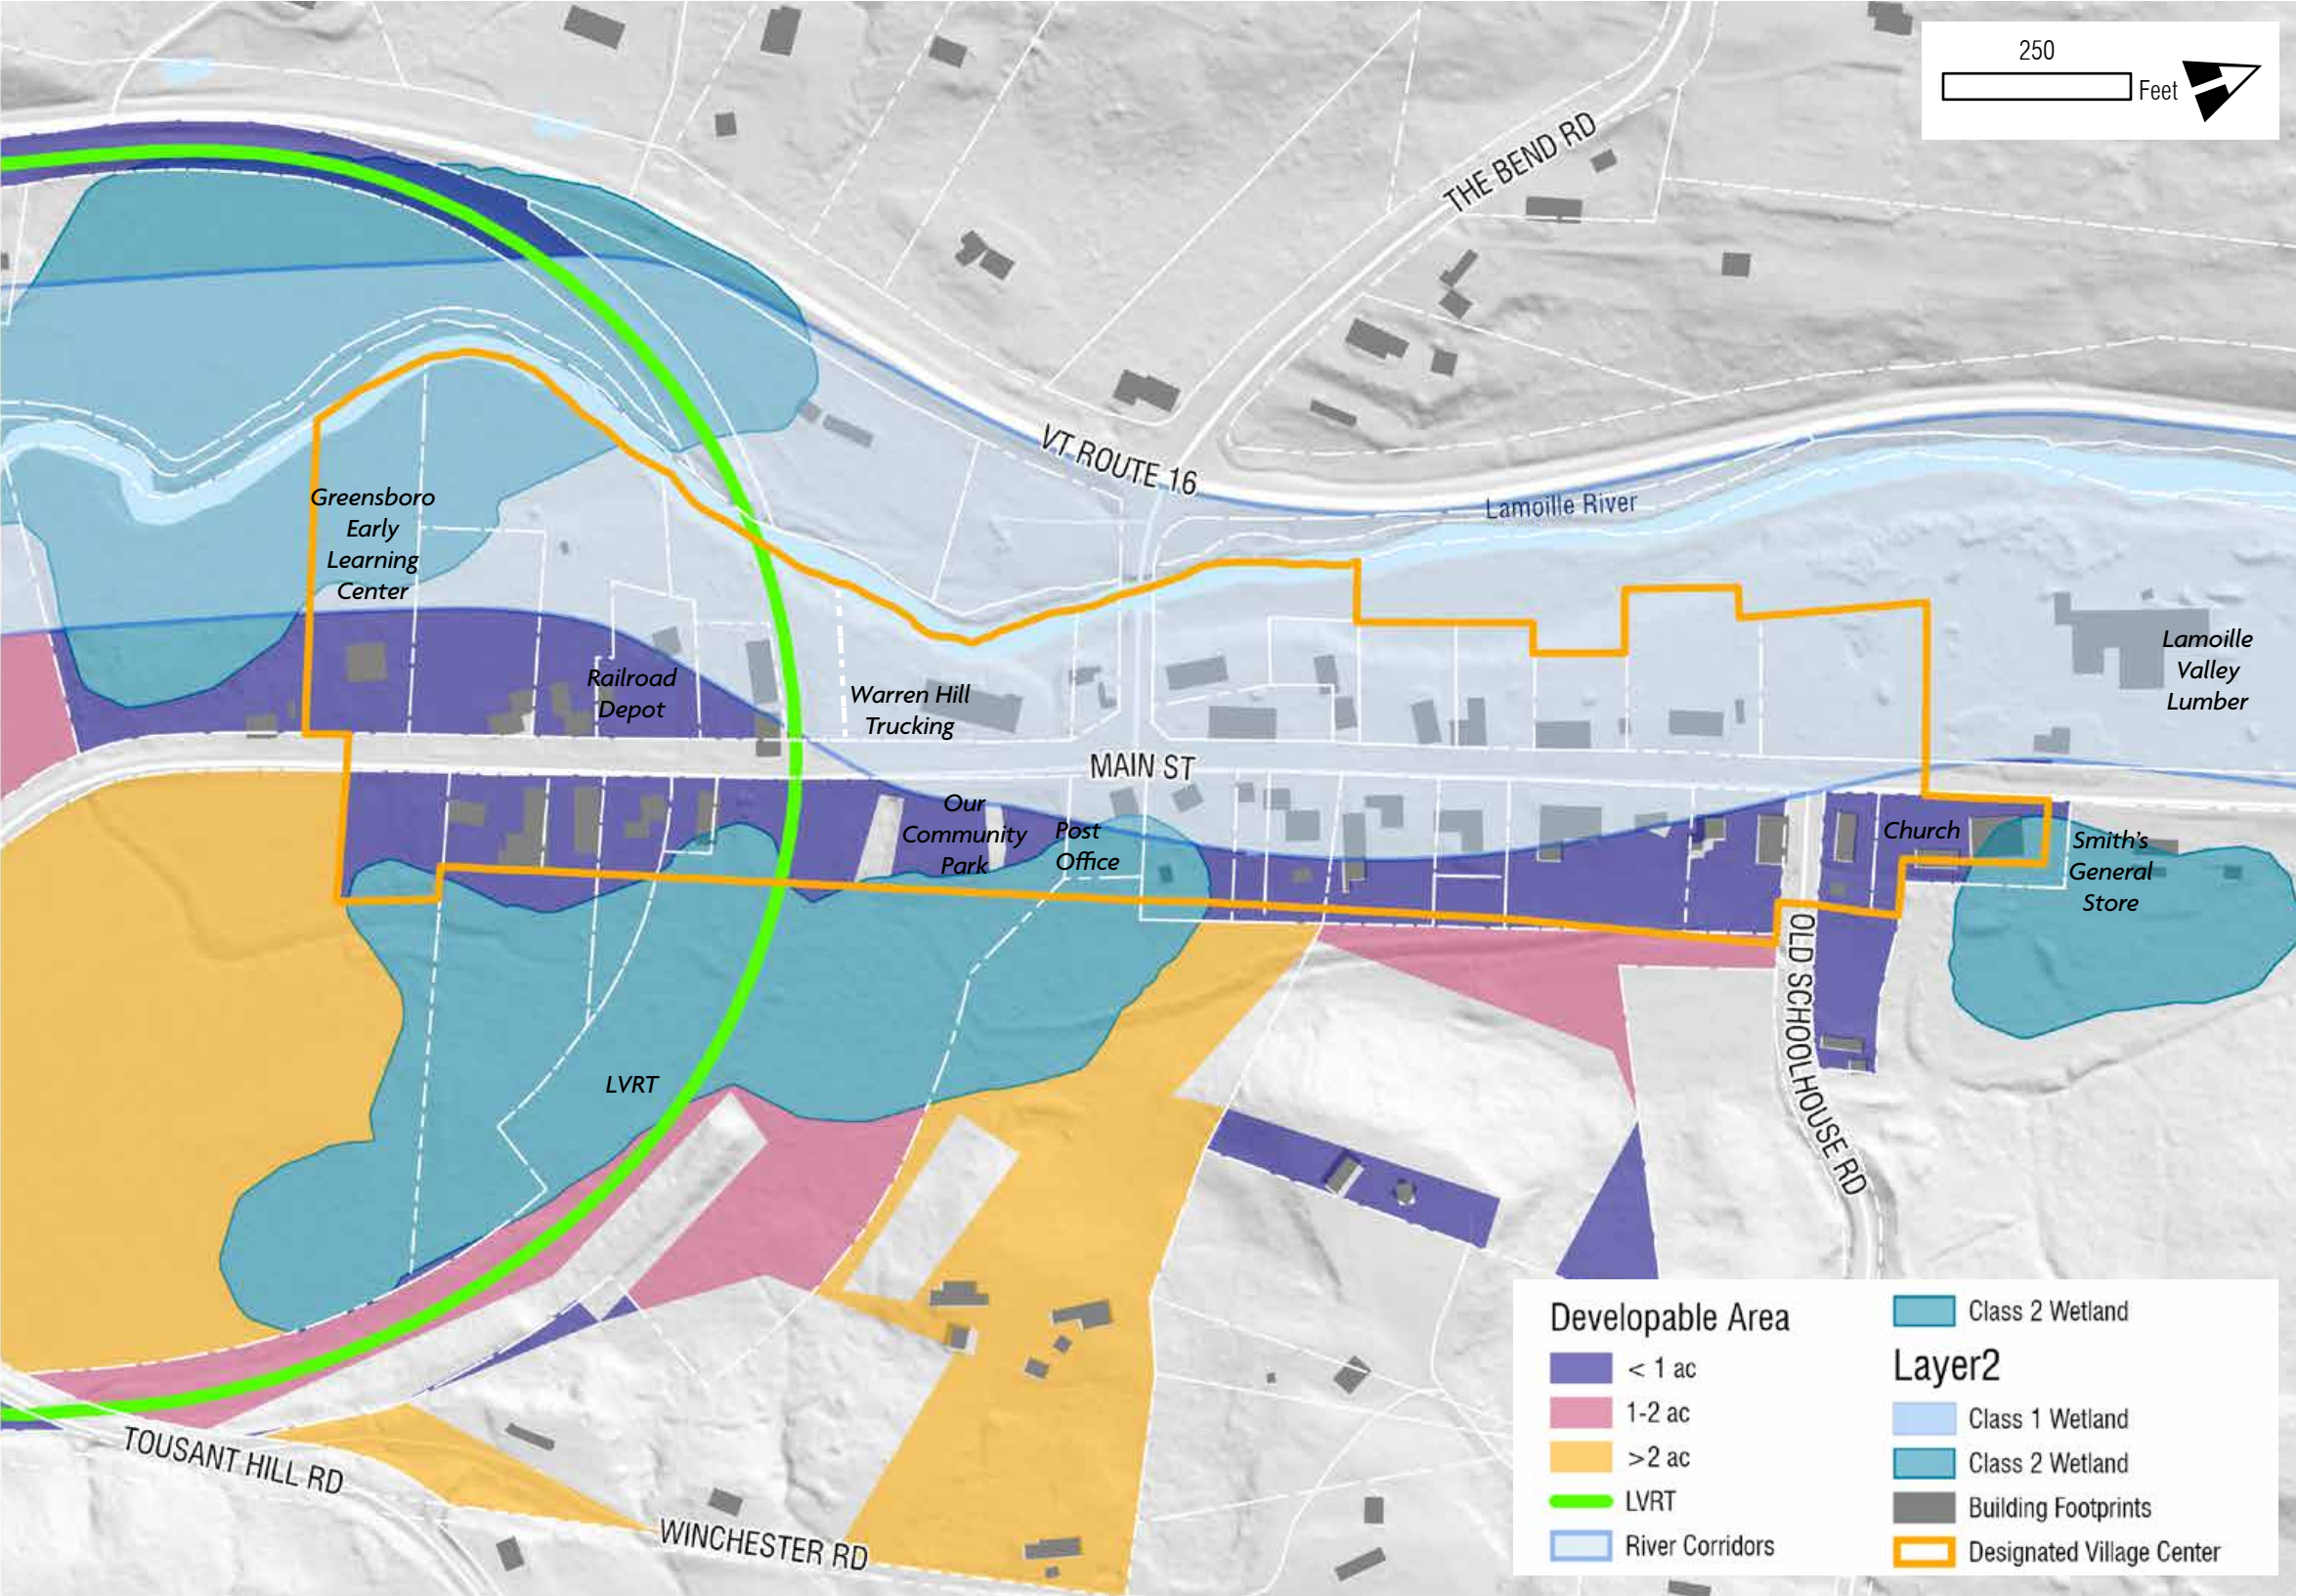 250
Feet
THE BEND RD
VT ROUTE 16
Lamoille River
Greensboro
Early
Learning
Center
Railroad
Depot
Warren Hill
Trucking
Lamoille
Valley
Lumber
MAIN ST
Our
Community
Park
Post
Office
Church
Smith's
General
Store
OLD SCHOOLHOUSE RD
LVRT
TOUSANT HILL RD
WINCHESTER RD
Developable Area
< 1 ac
1-2 ac
>2 ac
LVRT
River Corridors
Class 2 Wetland
Layer2
Class 1 Wetland
Class 2 Wetland
Building Footprints
Designated Village Center